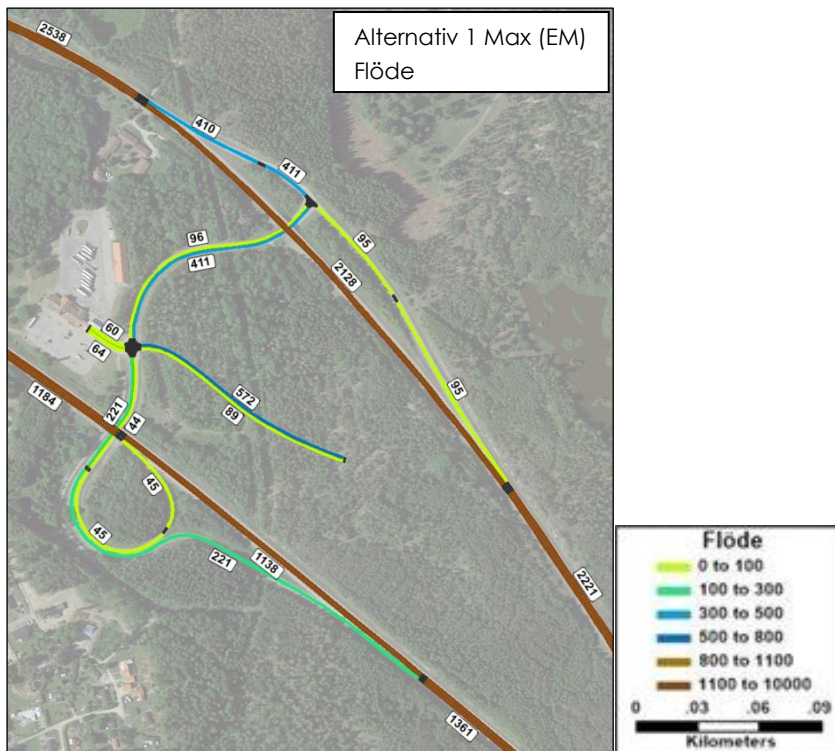 Alternativ 1 Max (EM)
Flöde
2538
410
411
96
411
95
2128
60
64
1184
221
44
572
89
95
45
45
221
1138
2221
1361
Flöde
0 to 100
100 to 300
300 to 500
500 to 800
800 to 1100
1100 to 10000
0 .03 .06 .09
Kilometers